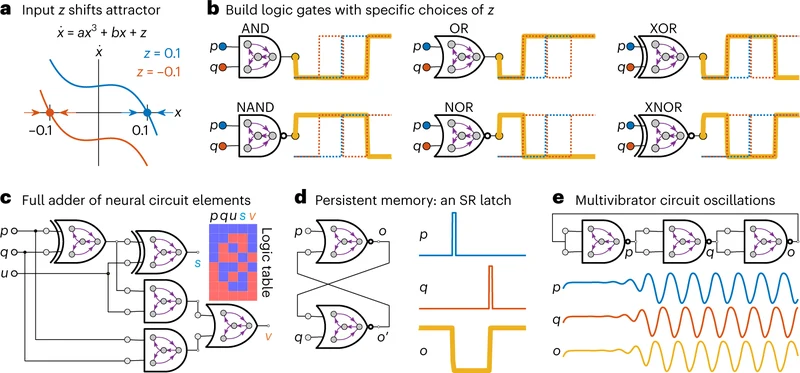 a Input z shifts attractor
ẋ = ax³ + bx + z
ẋ
z = 0.1
z = −0.1
x
−0.1
0.1
b Build logic gates with specific choices of z
AND
OR
XOR
p
q
p
q
p
q
NAND
NOR
XNOR
p
q
p
q
p
q
c Full adder of neural circuit elements
p q u s v
Logic table
p
q
u
s
v
d Persistent memory: an SR latch
p
o
q
o′
p
q
o
e Multivibrator circuit oscillations
p
q
o
p
q
o